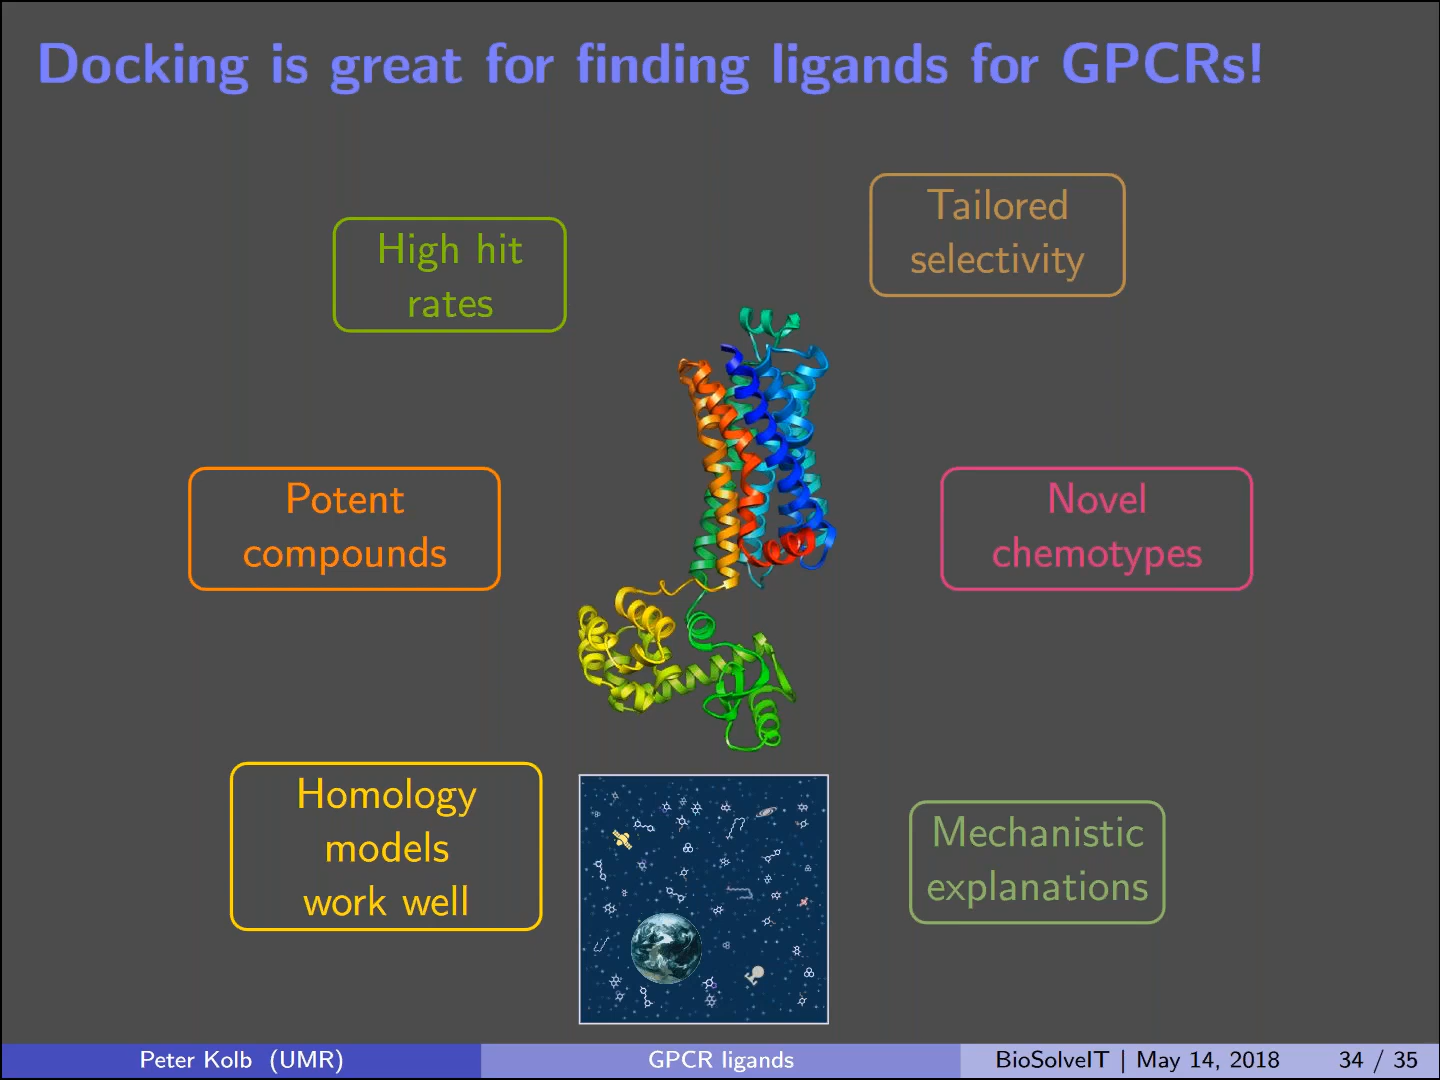 Docking is great for finding ligands for GPCRs!
Tailored
selectivity
High hit
rates
Potent
compounds
Novel
chemotypes
Homology
models
work well
Mechanistic
explanations
Peter Kolb (UMR)
GPCR ligands
BioSolveIT | May 14, 2018
34 / 35